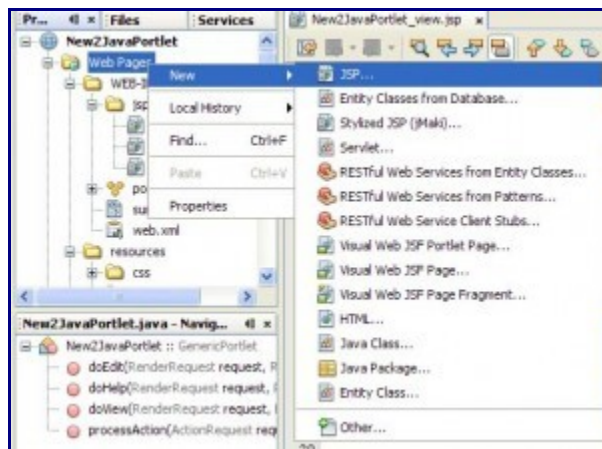 Pr... Files Services
New2JavaPortlet_view.jsp
New2JavaPortlet
Web Pages
WEB-I
jsp
po
su
web.xml
resources
css
New
Local History
Find... Ctrl+F
Paste Ctrl+V
Properties
JSP...
Entity Classes from Database...
Stylized JSP (jMaki)...
Servlet...
RESTful Web Services from Entity Classes...
RESTful Web Services from Patterns...
RESTful Web Service Client Stubs...
Visual Web JSF Portlet Page...
Visual Web JSF Page...
Visual Web JSF Page Fragment...
HTML...
Java Class...
Java Package...
Entity Class...
Other...
New2JavaPortlet.java - Navig...
New2JavaPortlet :: GenericPortlet
doEdit(RenderRequest request, R
doHelp(RenderRequest request,
doView(RenderRequest request,
processAction(ActionRequest req